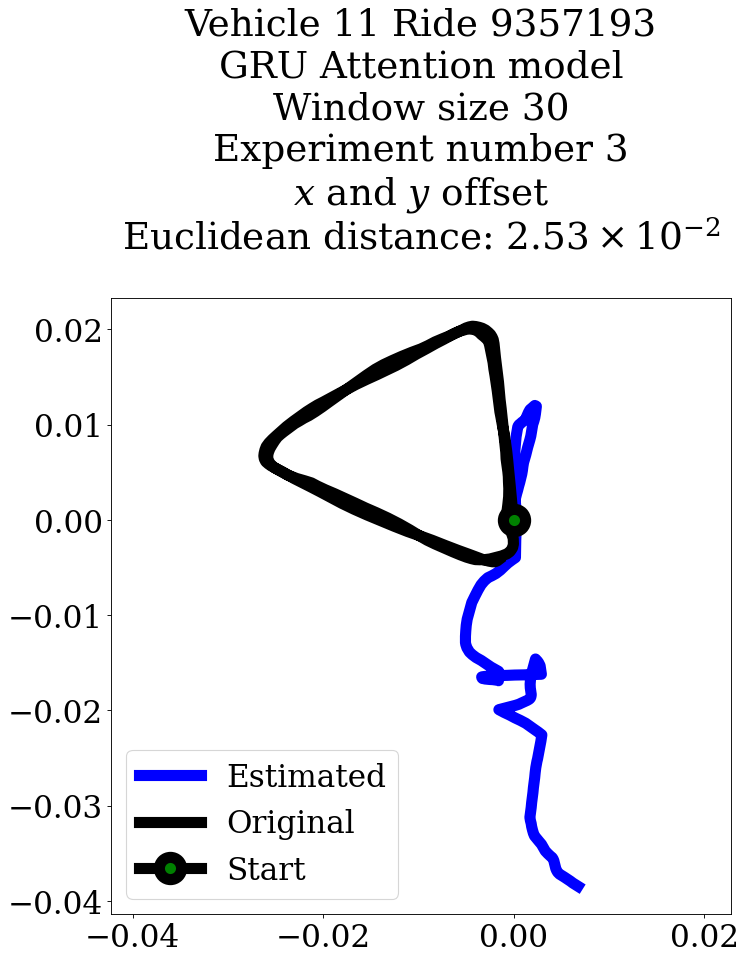 Vehicle 11 Ride 9357193
GRU Attention model
Window size 30
Experiment number 3
x and y offset
Euclidean distance: 2.53 × 10⁻²
0.02
0.01
0.00
−0.01
−0.02
−0.03
−0.04
Estimated
Original
Start
−0.04 −0.02 0.00 0.02